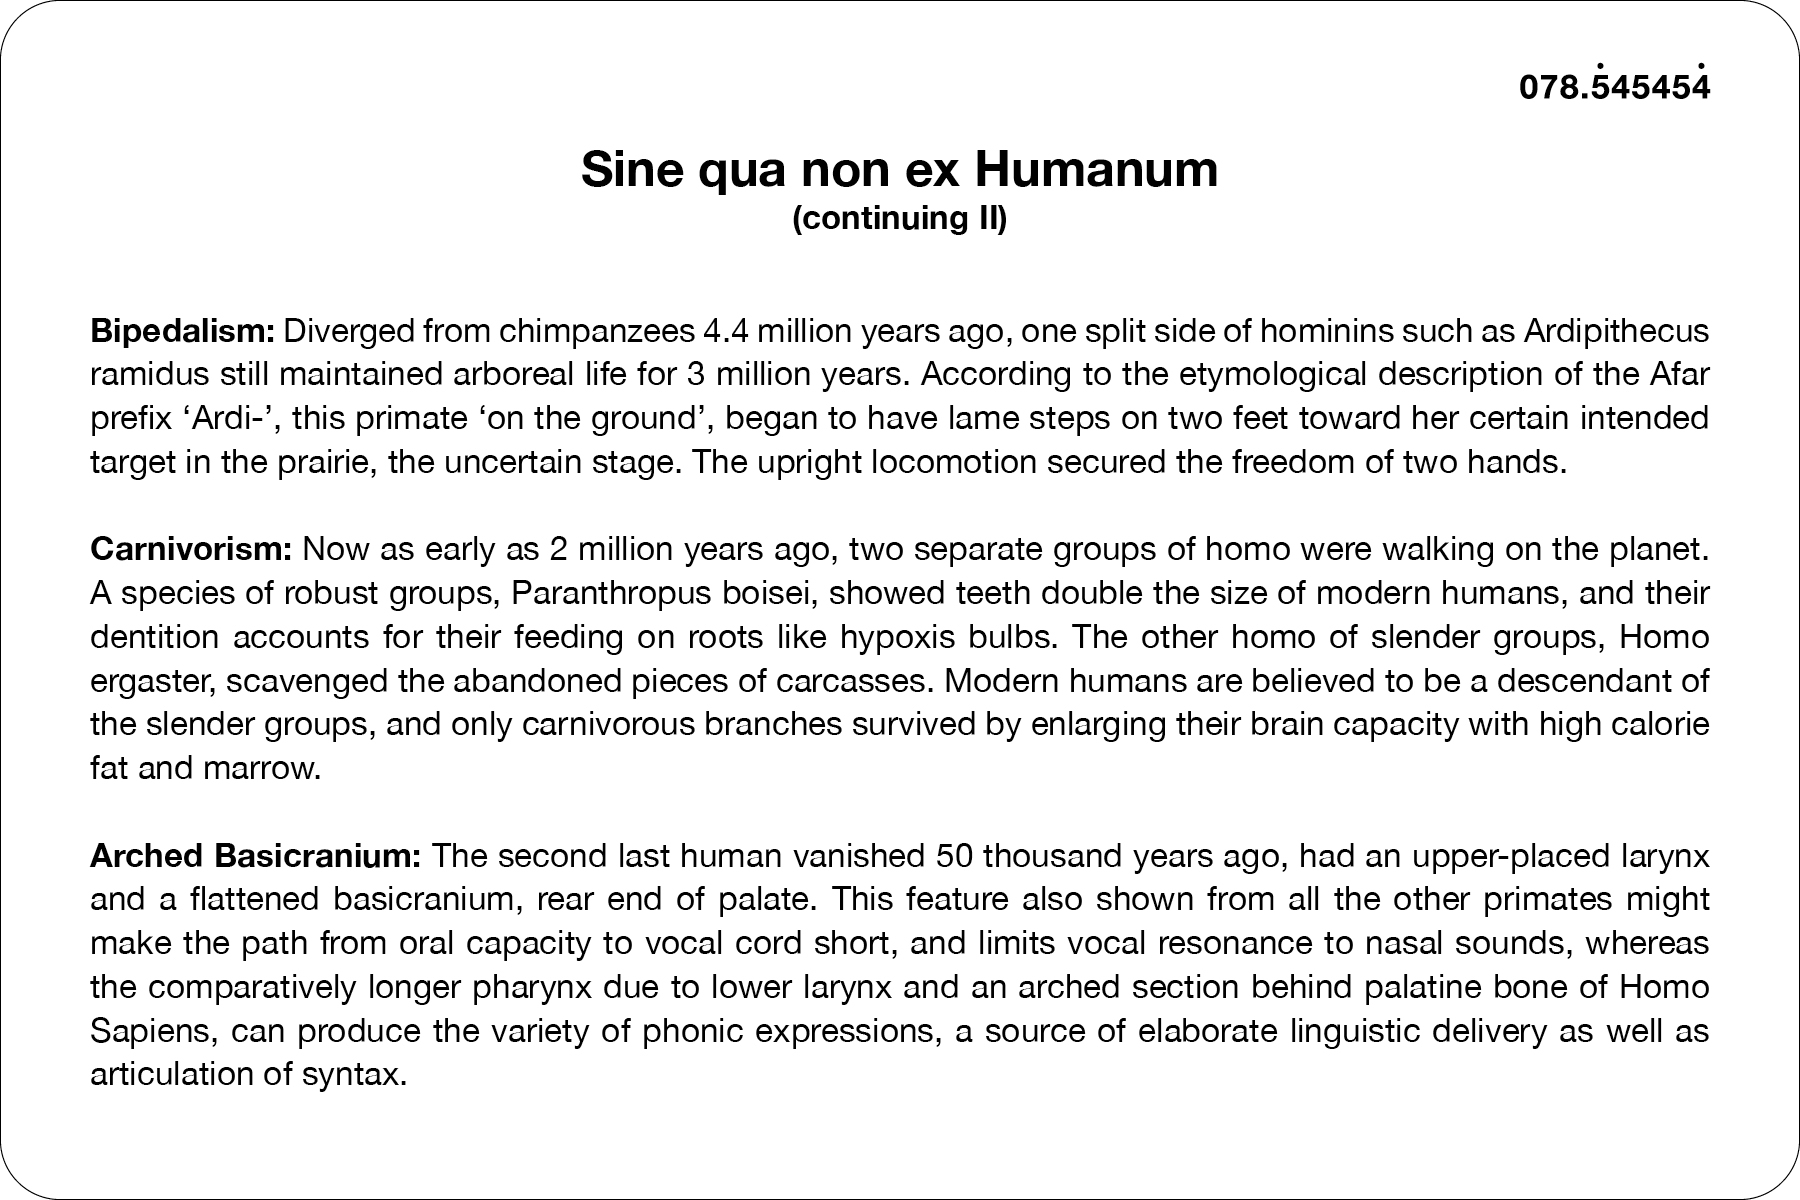 078.5̇45454̇
Sine qua non ex Humanum
(continuing II)
Bipedalism: Diverged from chimpanzees 4.4 million years ago, one split side of hominins such as Ardipithecus
ramidus still maintained arboreal life for 3 million years. According to the etymological description of the Afar
prefix ‘Ardi-’, this primate ‘on the ground’, began to have lame steps on two feet toward her certain intended
target in the prairie, the uncertain stage. The upright locomotion secured the freedom of two hands.
Carnivorism: Now as early as 2 million years ago, two separate groups of homo were walking on the planet.
A species of robust groups, Paranthropus boisei, showed teeth double the size of modern humans, and their
dentition accounts for their feeding on roots like hypoxis bulbs. The other homo of slender groups, Homo
ergaster, scavenged the abandoned pieces of carcasses. Modern humans are believed to be a descendant of
the slender groups, and only carnivorous branches survived by enlarging their brain capacity with high calorie
fat and marrow.
Arched Basicranium: The second last human vanished 50 thousand years ago, had an upper-placed larynx
and a flattened basicranium, rear end of palate. This feature also shown from all the other primates might
make the path from oral capacity to vocal cord short, and limits vocal resonance to nasal sounds, whereas
the comparatively longer pharynx due to lower larynx and an arched section behind palatine bone of Homo
Sapiens, can produce the variety of phonic expressions, a source of elaborate linguistic delivery as well as
articulation of syntax.